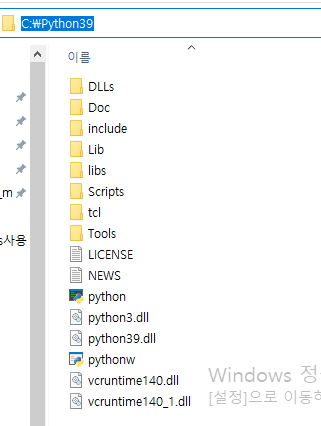 C:₩Python39
이름
DLLs
Doc
include
Lib
libs
Scripts
tcl
Tools
LICENSE
NEWS
python
python3.dll
python39.dll
pythonw
vcruntime140.dll
vcruntime140_1.dll
_m
s사용
Windows 정
[설정]으로 이동하